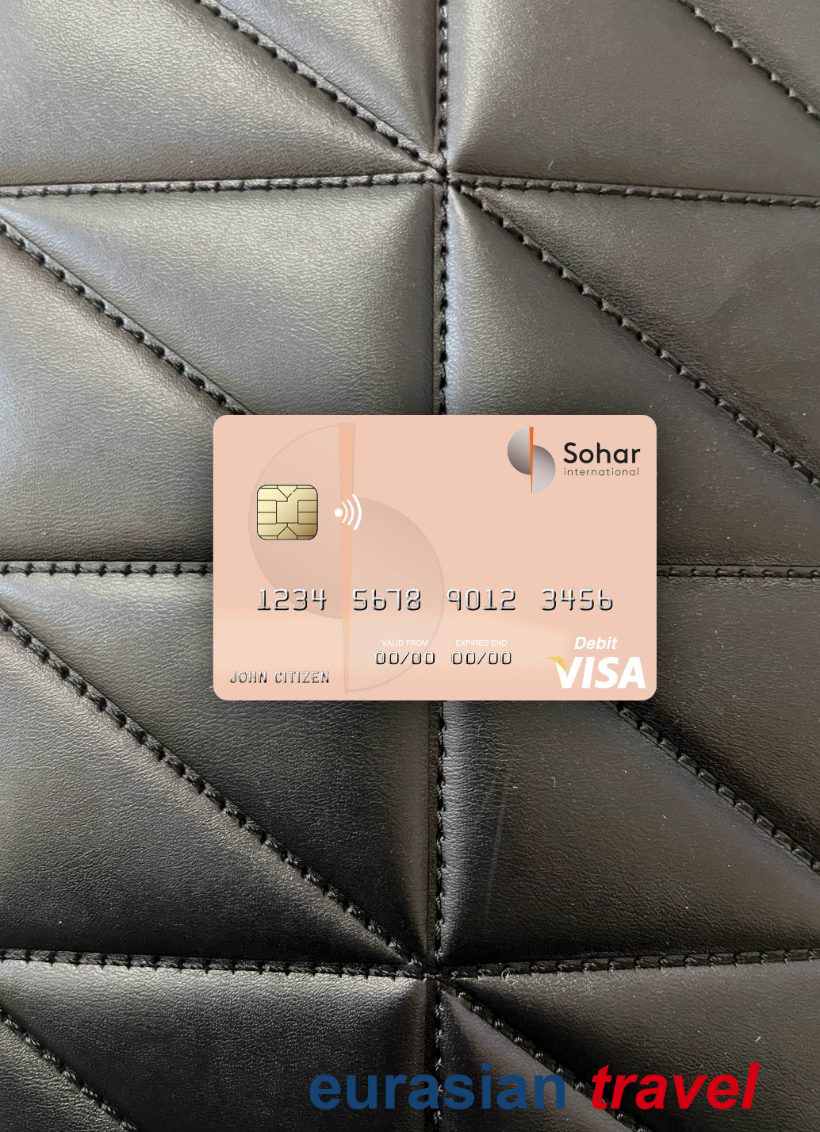 Sohar
international
1234 5678 9012 3456
VALID FROM EXPIRES END
00/00 00/00
Debit
JOHN CITIZEN
VISA
eurasian travel